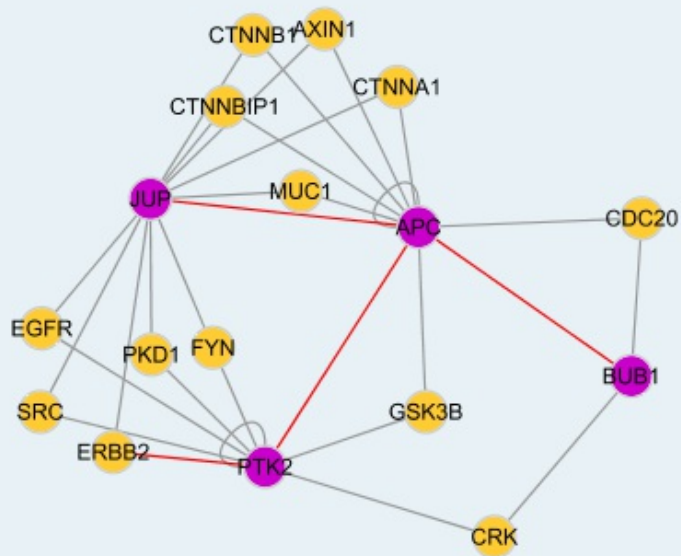 CTNNB1
AXIN1
CTNNA1
CTNNBIP1
MUC1
JUP
APC
CDC20
EGFR
PKD1
FYN
BUB1
SRC
GSK3B
ERBB2
PTK2
CRK